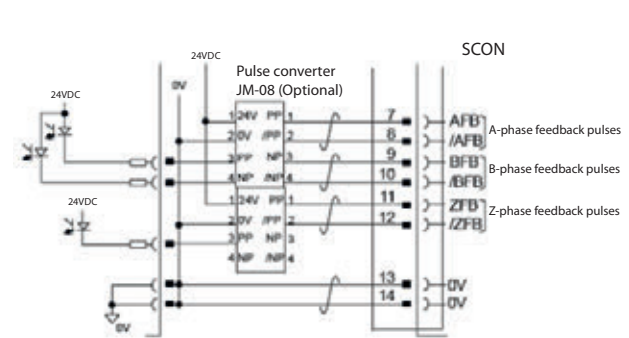 SCON
24VDC
Pulse converter
JM-08 (Optional)
0V
24VDC
1 24V PP 1 7 AFB
A-phase feedback pulses
2 0V /PP 2 8 /AFB
3 PP NP 3 9 BFB
B-phase feedback pulses
4 NP /NP 4 10 /BFB
24VDC
1 24V PP 1 11 ZFB
Z-phase feedback pulses
2 0V /PP 2 12 /ZFB
3 PP NP 3
4 NP /NP 4
13 0V
14 0V
0V